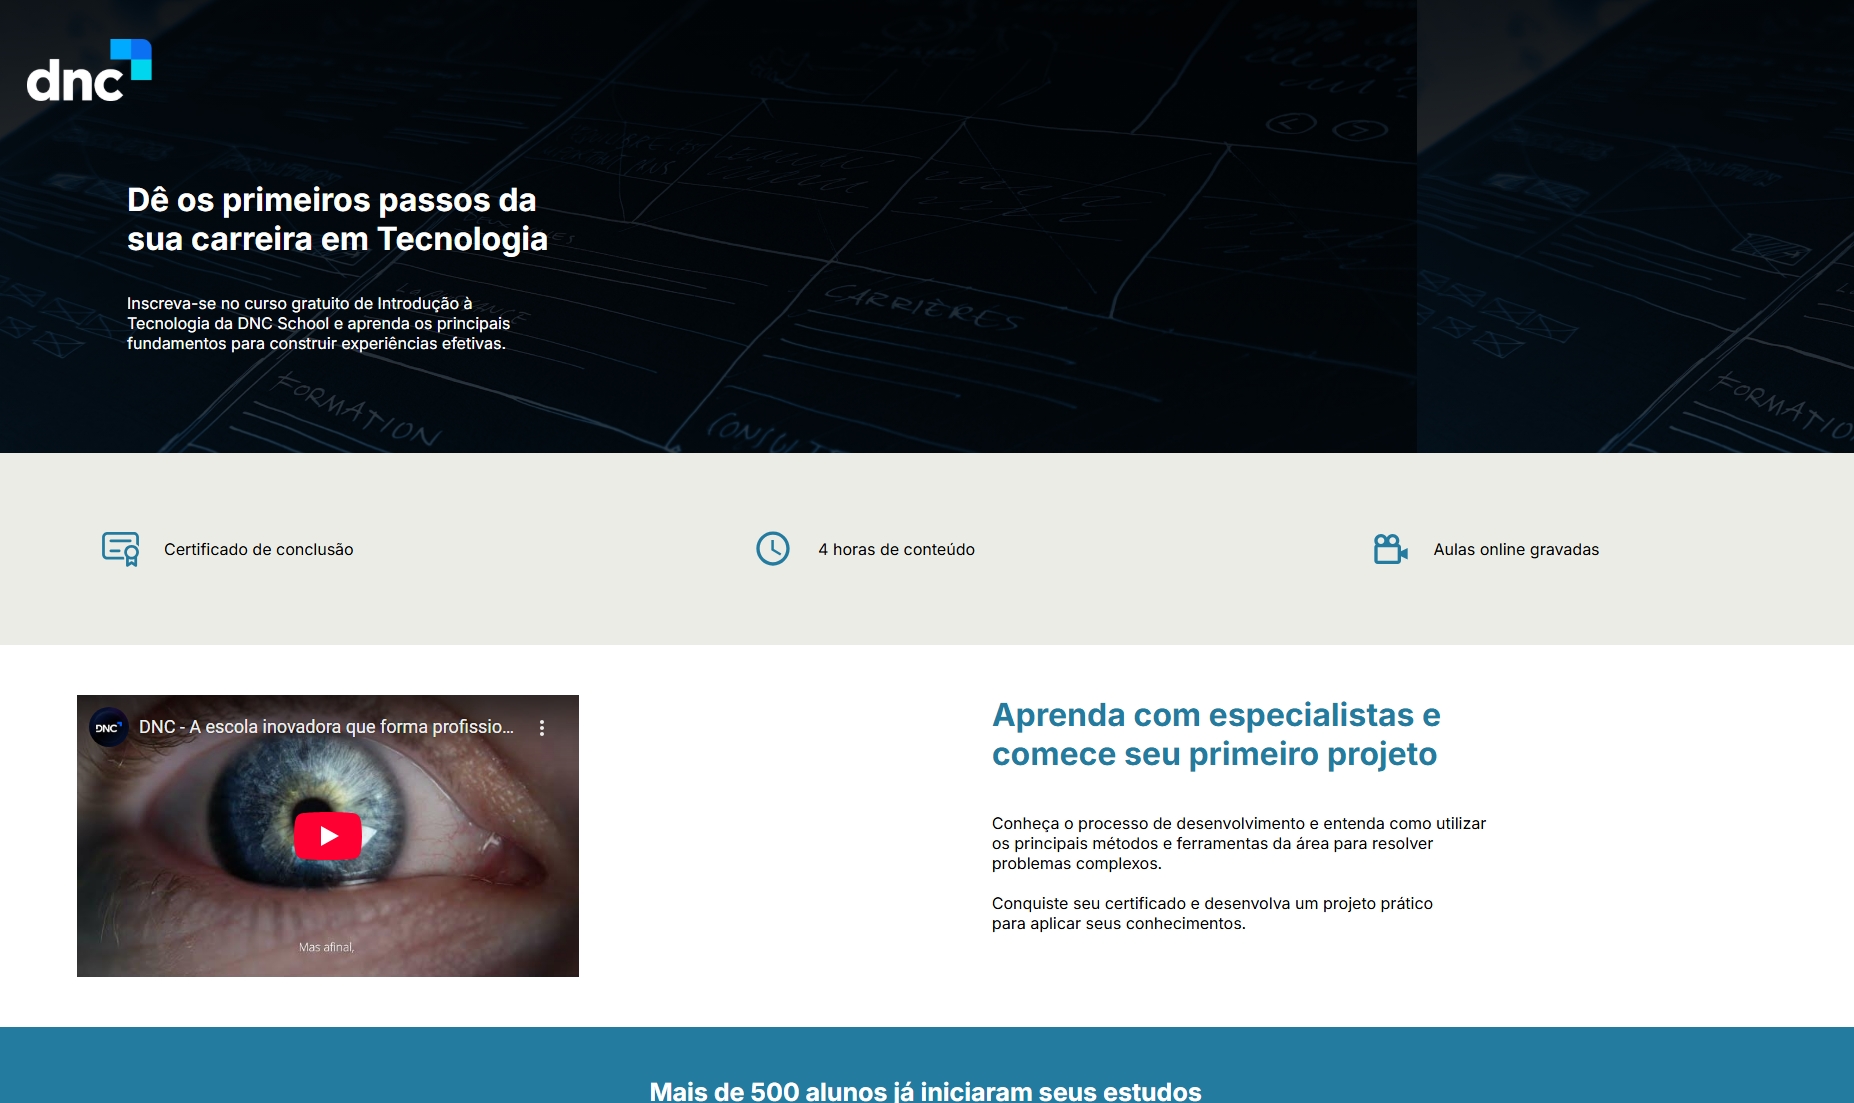 dnc
Dê os primeiros passos da
sua carreira em Tecnologia
Inscreva-se no curso gratuito de Introdução à
Tecnologia da DNC School e aprenda os principais
fundamentos para construir experiências efetivas.
CARRIÈRES
FORMATION
CONSULT
FORMATIO
Certificado de conclusão
4 horas de conteúdo
Aulas online gravadas
DNC
DNC - A escola inovadora que forma profissio...
Mas afinal,
Aprenda com especialistas e
comece seu primeiro projeto
Conheça o processo de desenvolvimento e entenda como utilizar
os principais métodos e ferramentas da área para resolver
problemas complexos.
Conquiste seu certificado e desenvolva um projeto prático
para aplicar seus conhecimentos.
Mais de 500 alunos já iniciaram seus estudos